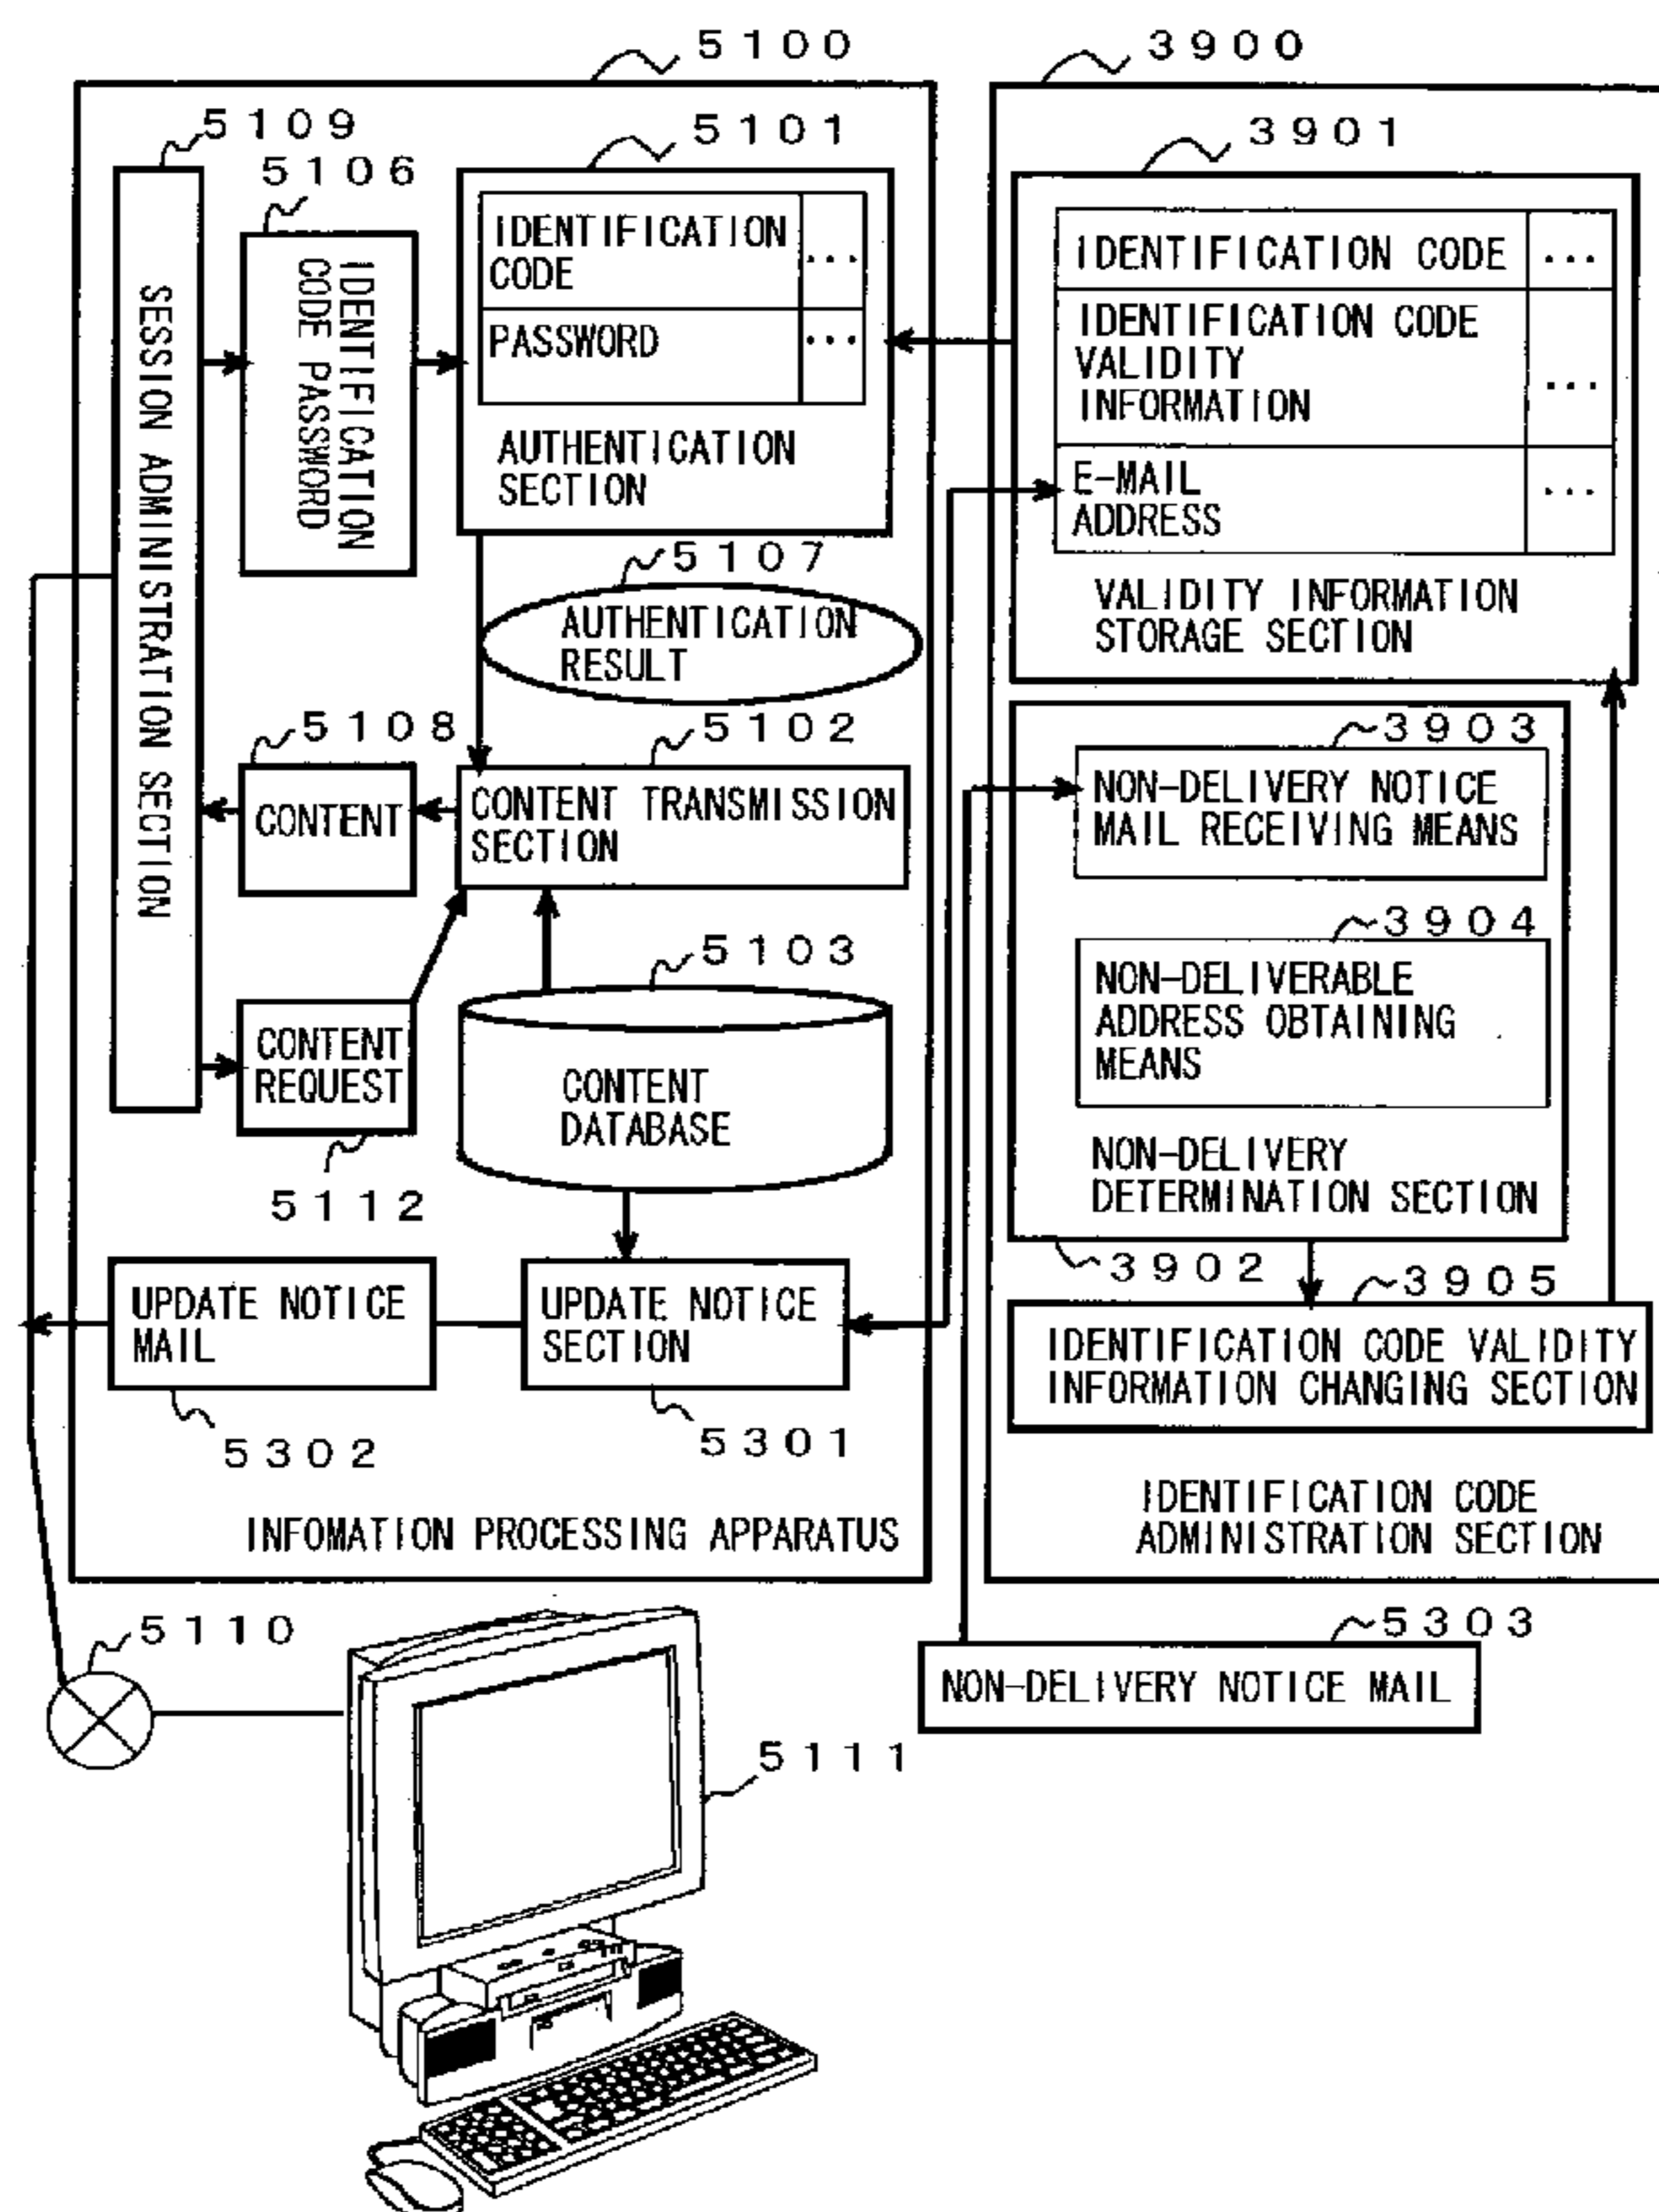 5100
3900
5109
5101
3901
5106
SESSION ADMINISTRATION SECTION
IDENTIFICATION
CODE PASSWORD
IDENTIFICATION
CODE
...
PASSWORD
...
AUTHENTICATION
SECTION
IDENTIFICATION CODE
...
IDENTIFICATION CODE
VALIDITY
INFORMATION
...
E-MAIL
ADDRESS
...
VALIDITY INFORMATION
STORAGE SECTION
5107
AUTHENTICATION
RESULT
5108
5102
CONTENT
CONTENT TRANSMISSION
SECTION
3903
NON-DELIVERY NOTICE
MAIL RECEIVING MEANS
3904
NON-DELIVERABLE
ADDRESS OBTAINING
MEANS
NON-DELIVERY
DETERMINATION SECTION
5103
CONTENT
REQUEST
CONTENT
DATABASE
5112
3902
3905
UPDATE NOTICE
MAIL
UPDATE NOTICE
SECTION
IDENTIFICATION CODE VALIDITY
INFORMATION CHANGING SECTION
5302
5301
INFOMATION PROCESSING APPARATUS
IDENTIFICATION CODE
ADMINISTRATION SECTION
5110
5303
NON-DELIVERY NOTICE MAIL
5111